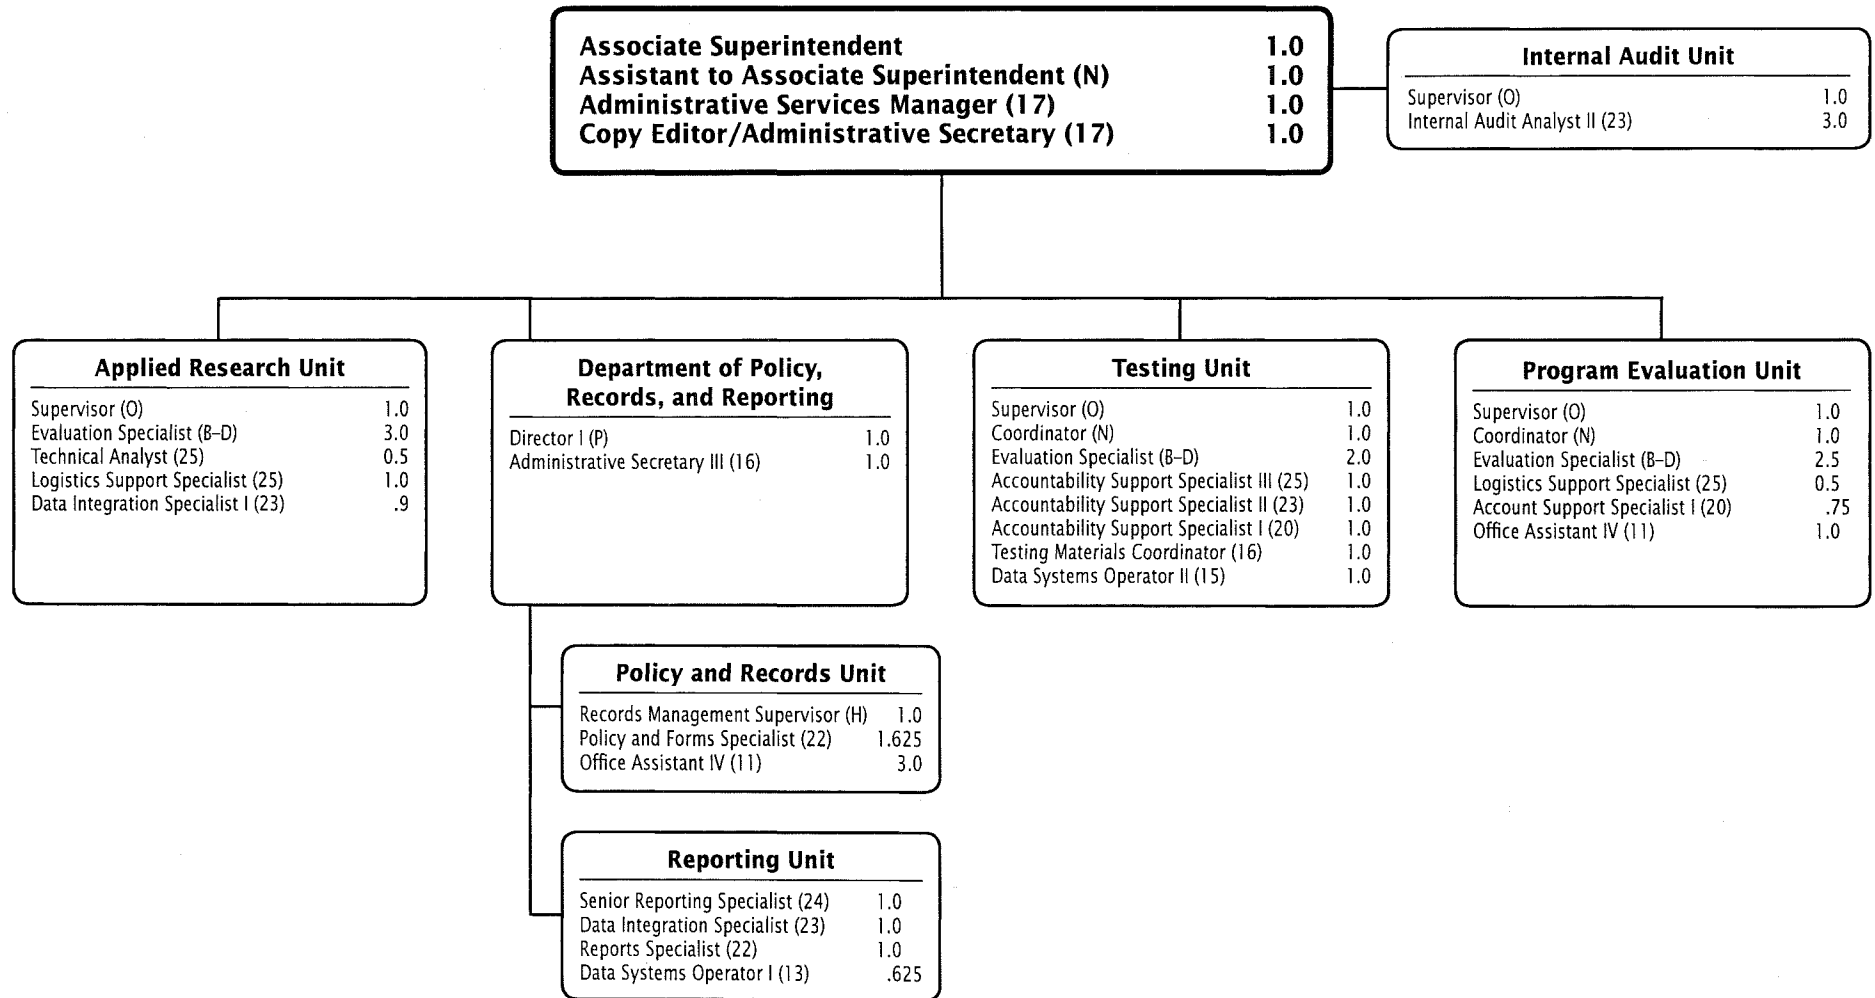 Associate Superintendent 1.0
Assistant to Associate Superintendent (N) 1.0
Administrative Services Manager (17) 1.0
Copy Editor/Administrative Secretary (17) 1.0
Internal Audit Unit
Supervisor (O) 1.0
Internal Audit Analyst II (23) 3.0
Applied Research Unit
Supervisor (O) 1.0
Evaluation Specialist (B–D) 3.0
Technical Analyst (25) 0.5
Logistics Support Specialist (25) 1.0
Data Integration Specialist I (23) .9
Department of Policy,
Records, and Reporting
Director I (P) 1.0
Administrative Secretary III (16) 1.0
Testing Unit
Supervisor (O) 1.0
Coordinator (N) 1.0
Evaluation Specialist (B–D) 2.0
Accountability Support Specialist III (25) 1.0
Accountability Support Specialist II (23) 1.0
Accountability Support Specialist I (20) 1.0
Testing Materials Coordinator (16) 1.0
Data Systems Operator II (15) 1.0
Program Evaluation Unit
Supervisor (O) 1.0
Coordinator (N) 1.0
Evaluation Specialist (B–D) 2.5
Logistics Support Specialist (25) 0.5
Account Support Specialist I (20) .75
Office Assistant IV (11) 1.0
Policy and Records Unit
Records Management Supervisor (H) 1.0
Policy and Forms Specialist (22) 1.625
Office Assistant IV (11) 3.0
Reporting Unit
Senior Reporting Specialist (24) 1.0
Data Integration Specialist (23) 1.0
Reports Specialist (22) 1.0
Data Systems Operator I (13) .625